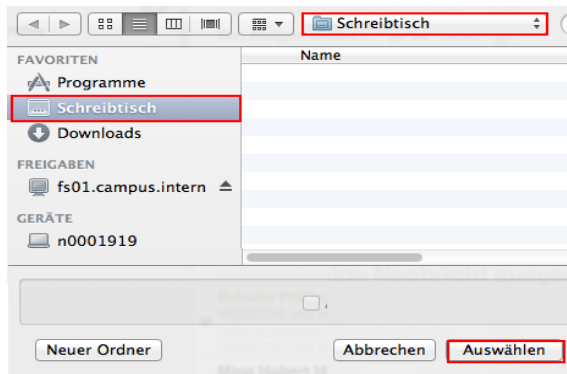 Schreibtisch
FAVORITEN
Name
Programme
Schreibtisch
Downloads
FREIGABEN
fs01.campus.intern
GERÄTE
n0001919
Neuer Ordner
Abbrechen
Auswählen